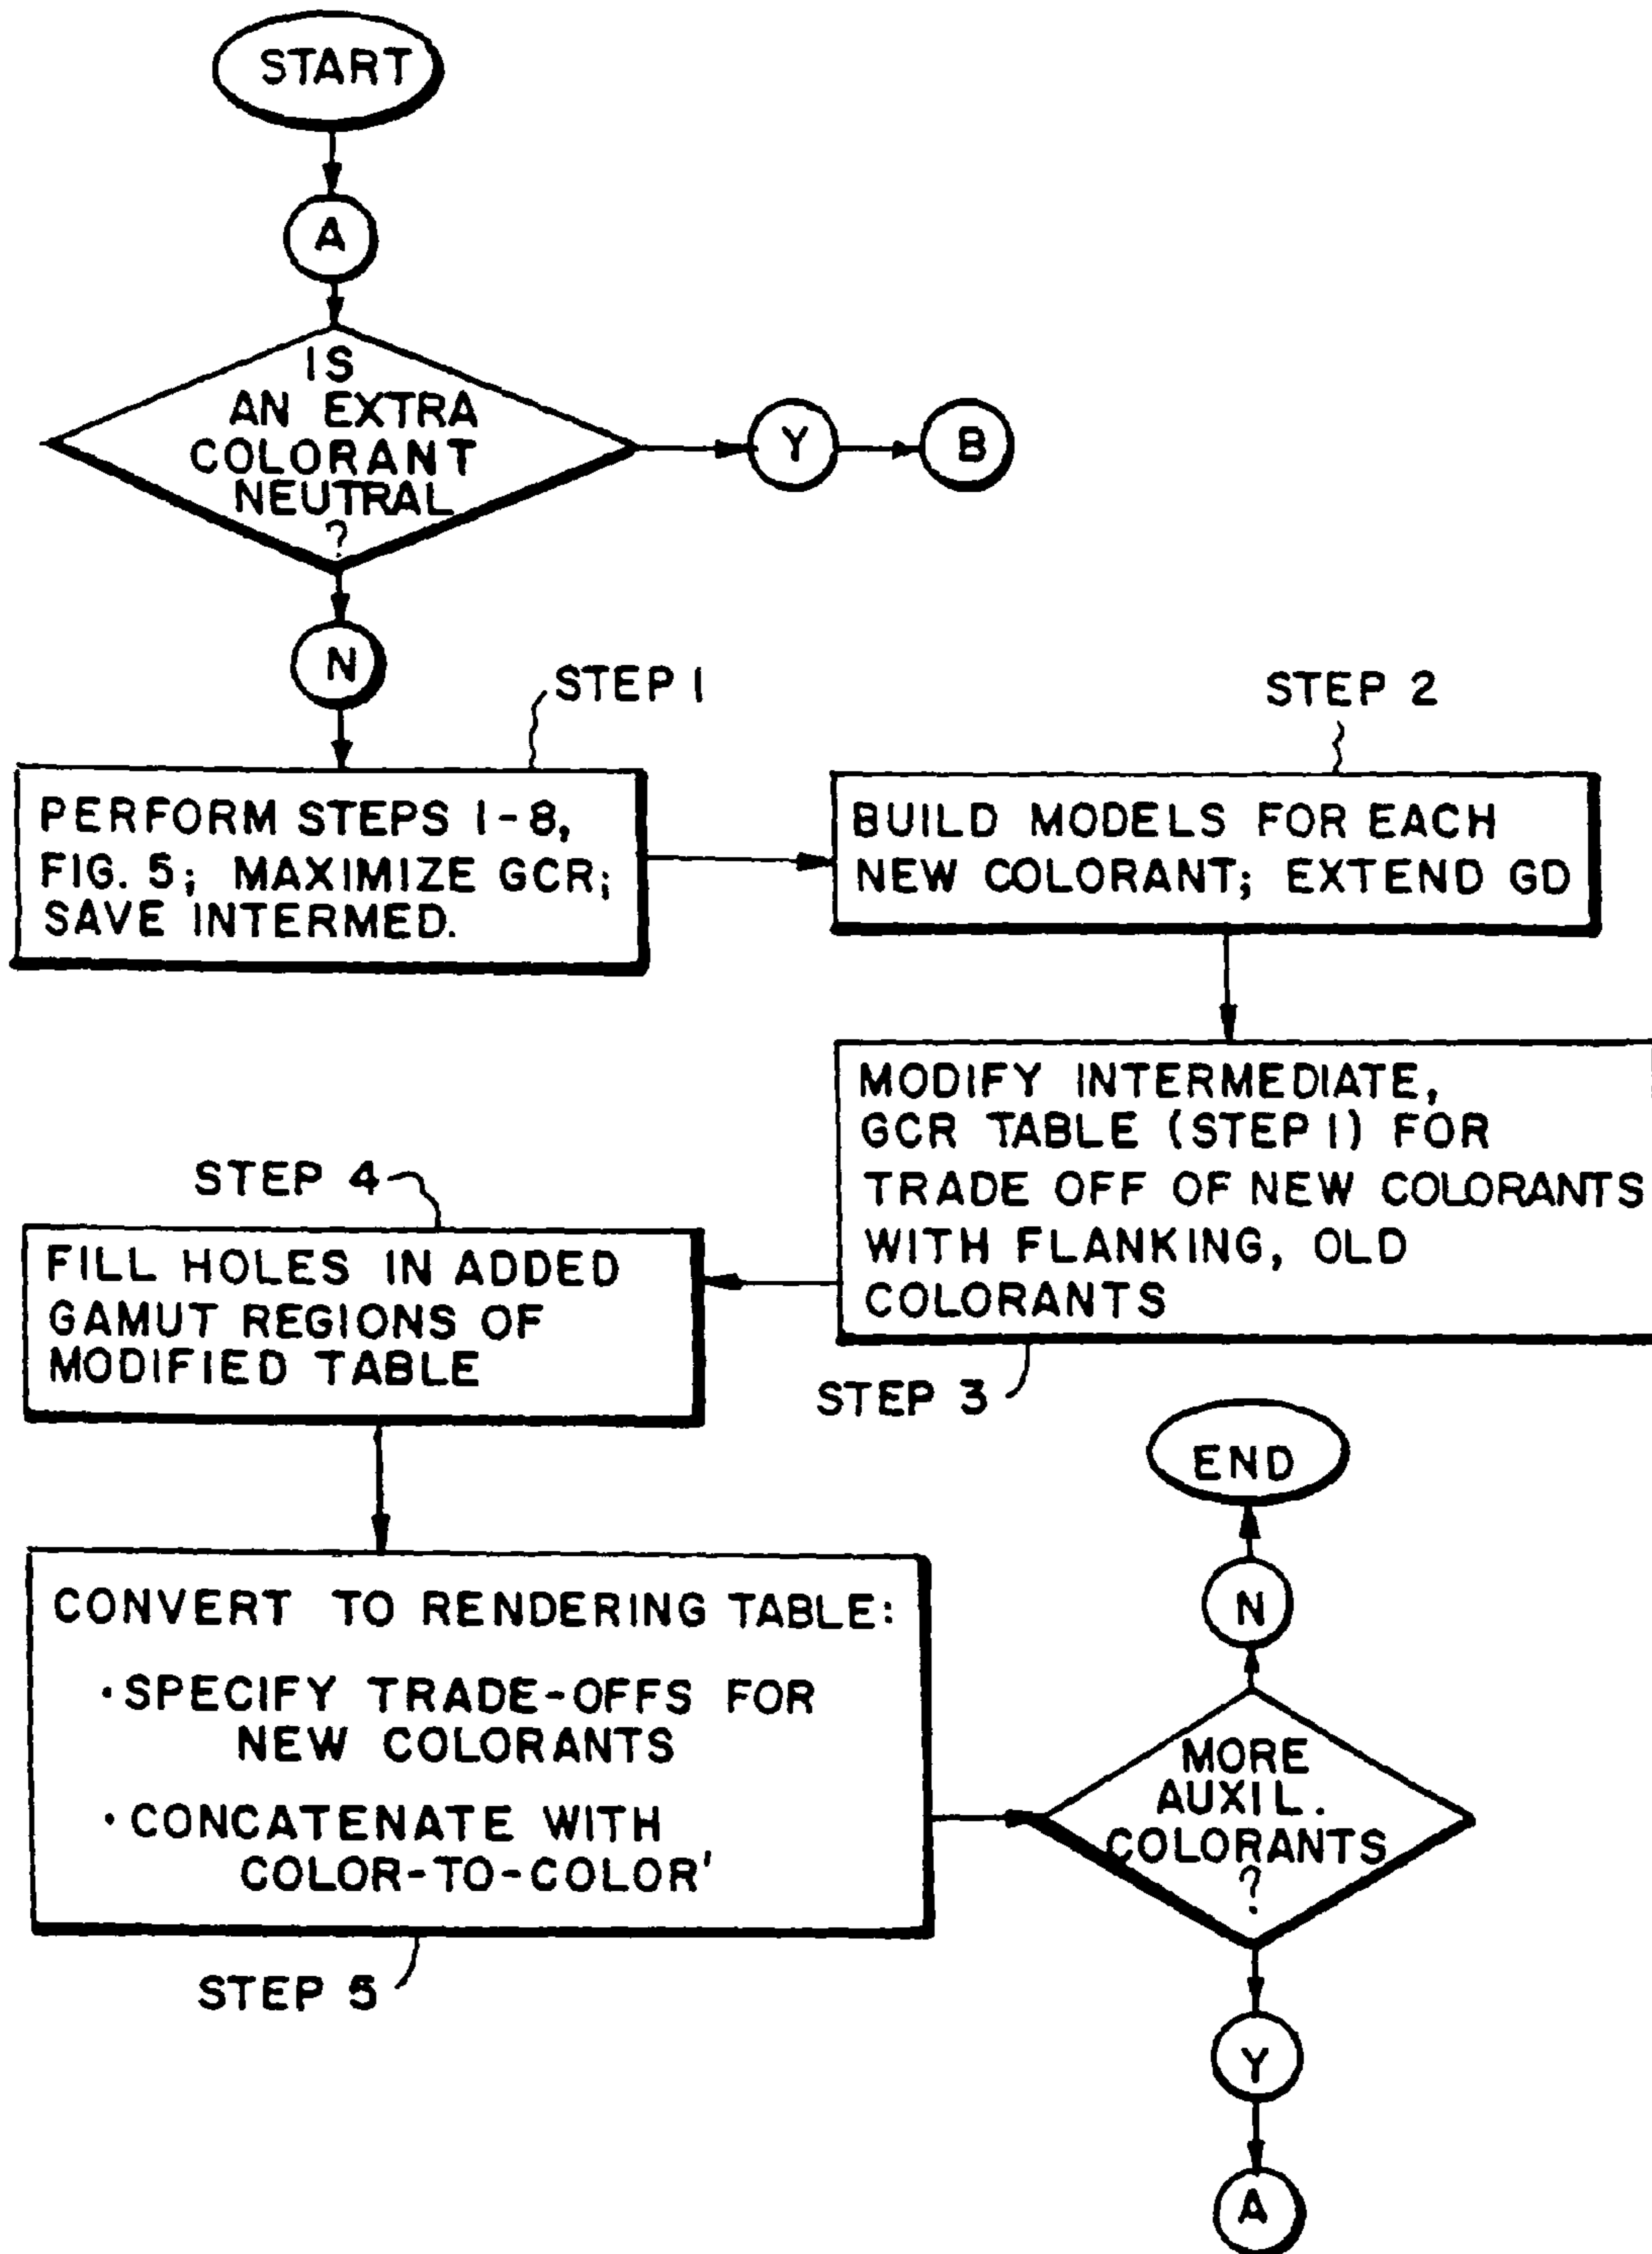 START
A
IS
AN EXTRA
COLORANT
NEUTRAL
?
Y
B
N
STEP 1
PERFORM STEPS 1-8,
FIG. 5; MAXIMIZE GCR;
SAVE INTERMED.
STEP 2
BUILD MODELS FOR EACH
NEW COLORANT; EXTEND GD
MODIFY INTERMEDIATE,
GCR TABLE (STEP 1) FOR
TRADE OFF OF NEW COLORANTS
WITH FLANKING, OLD
COLORANTS
STEP 3
STEP 4
FILL HOLES IN ADDED
GAMUT REGIONS OF
MODIFIED TABLE
CONVERT TO RENDERING TABLE:
•SPECIFY TRADE-OFFS FOR
NEW COLORANTS
•CONCATENATE WITH
COLOR-TO-COLOR'
STEP 5
END
N
MORE
AUXIL.
COLORANTS
?
Y
A